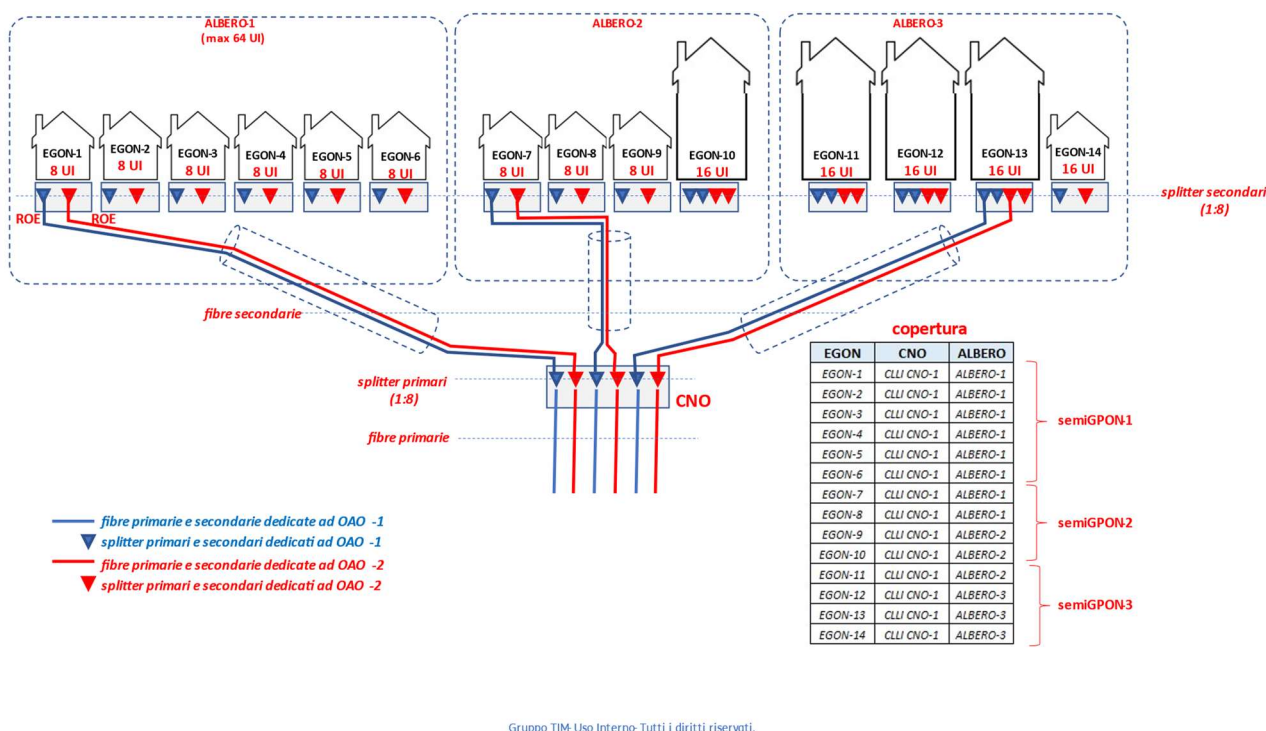 ALBERO-1
(max 64 UI)
ALBERO-2
ALBERO-3
EGON-1
8 UI
EGON-2
8 UI
EGON-3
8 UI
EGON-4
8 UI
EGON-5
8 UI
EGON-6
8 UI
EGON-7
8 UI
EGON-8
8 UI
EGON-9
8 UI
EGON-10
16 UI
EGON-11
16 UI
EGON-12
16 UI
EGON-13
16 UI
EGON-14
16 UI
splitter secondari
(1:8)
ROE
ROE
fibre secondarie
splitter primari
(1:8)
CNO
fibre primarie
copertura
EGON CNO ALBERO
EGON-1 CLLI CNO-1 ALBERO-1
EGON-2 CLLI CNO-1 ALBERO-1
EGON-3 CLLI CNO-1 ALBERO-1
EGON-4 CLLI CNO-1 ALBERO-1
EGON-5 CLLI CNO-1 ALBERO-1
EGON-6 CLLI CNO-1 ALBERO-1
EGON-7 CLLI CNO-1 ALBERO-1
EGON-8 CLLI CNO-1 ALBERO-1
EGON-9 CLLI CNO-1 ALBERO-2
EGON-10 CLLI CNO-1 ALBERO-2
EGON-11 CLLI CNO-1 ALBERO-2
EGON-12 CLLI CNO-1 ALBERO-3
EGON-13 CLLI CNO-1 ALBERO-3
EGON-14 CLLI CNO-1 ALBERO-3
semiGPON-1
semiGPON-2
semiGPON-3
fibre primarie e secondarie dedicate ad OAO -1
splitter primari e secondari dedicati ad OAO -1
fibre primarie e secondarie dedicate ad OAO -2
splitter primari e secondari dedicati ad OAO -2
Gruppo TIM- Uso Interno- Tutti i diritti riservati.